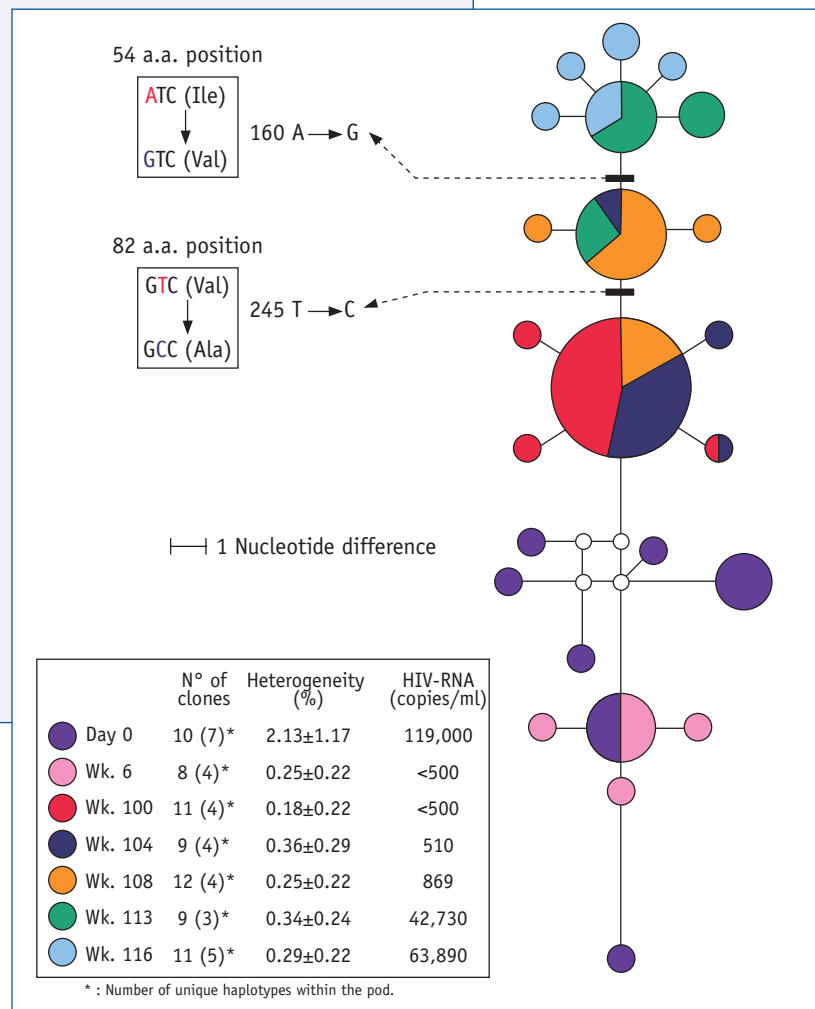 54 a.a. position
ATC (Ile)
160 A → G
GTC (Val)
82 a.a. position
GTC (Val)
245 T → C
GCC (Ala)
1 Nucleotide difference
N° of clones Heterogeneity (%) HIV-RNA (copies/ml)
Day 0 10 (7)* 2.13±1.17 119,000
Wk. 6 8 (4)* 0.25±0.22 <500
Wk. 100 11 (4)* 0.18±0.22 <500
Wk. 104 9 (4)* 0.36±0.29 510
Wk. 108 12 (4)* 0.25±0.22 869
Wk. 113 9 (3)* 0.34±0.24 42,730
Wk. 116 11 (5)* 0.29±0.22 63,890
* : Number of unique haplotypes within the pod.